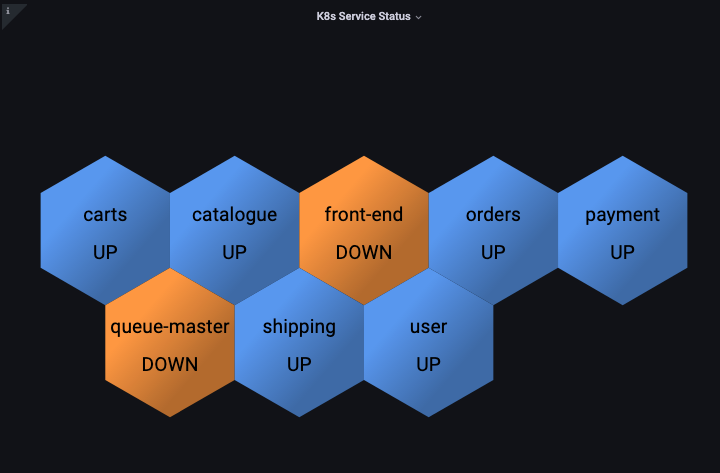 i
K8s Service Status
carts
UP
catalogue
UP
front-end
DOWN
orders
UP
payment
UP
queue-master
DOWN
shipping
UP
user
UP